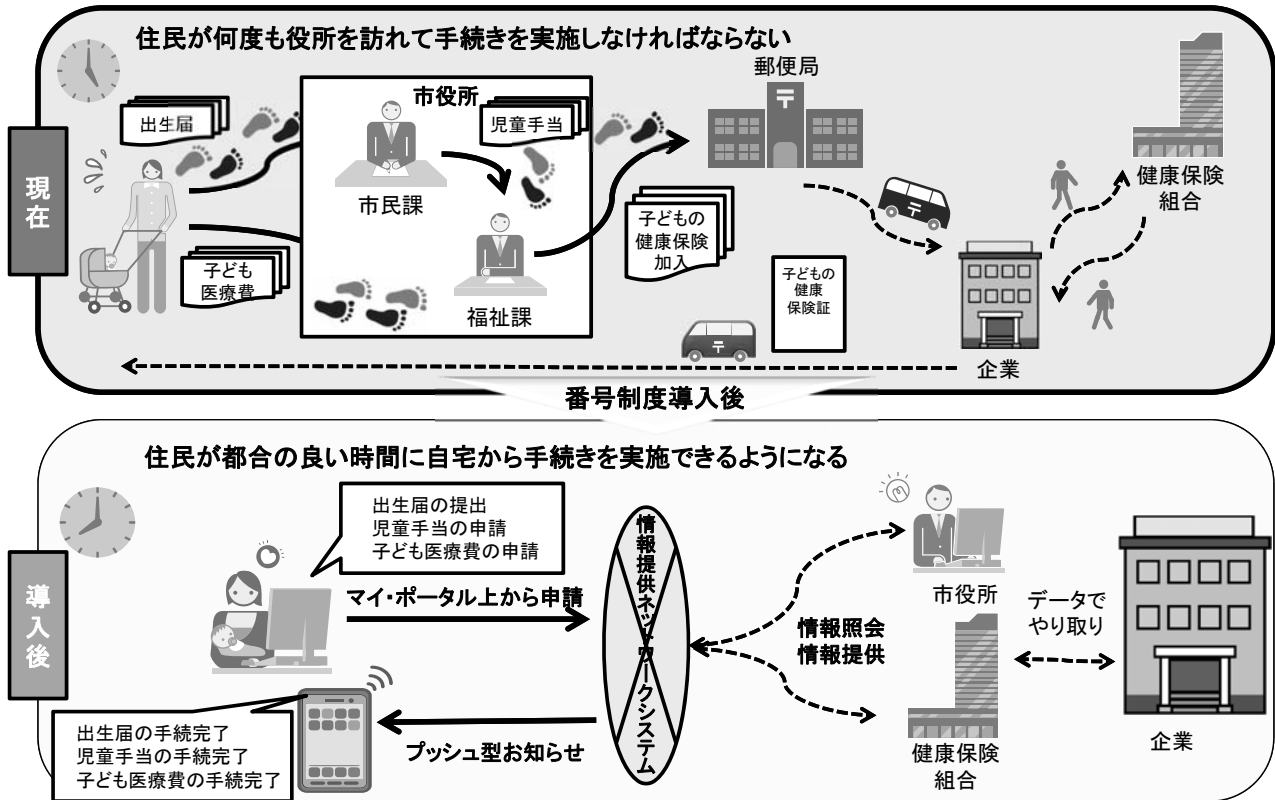 住民が何度も役所を訪れて手続きを実施しなければならない
現在
出生届
子ども
医療費
市役所
市民課
児童手当
福祉課
郵便局
〒
子どもの
健康保険
加入
〒
子どもの
健康
保険証
〒
健康保険
組合
企業
番号制度導入後
住民が都合の良い時間に自宅から手続きを実施できるようになる
導入後
出生届の提出
児童手当の申請
子ども医療費の申請
マイ・ポータル上から申請
情報提供ネットワークシステム
プッシュ型お知らせ
出生届の手続完了
児童手当の手続完了
子ども医療費の手続完了
情報照会
情報提供
市役所
健康保険
組合
データで
やり取り
企業